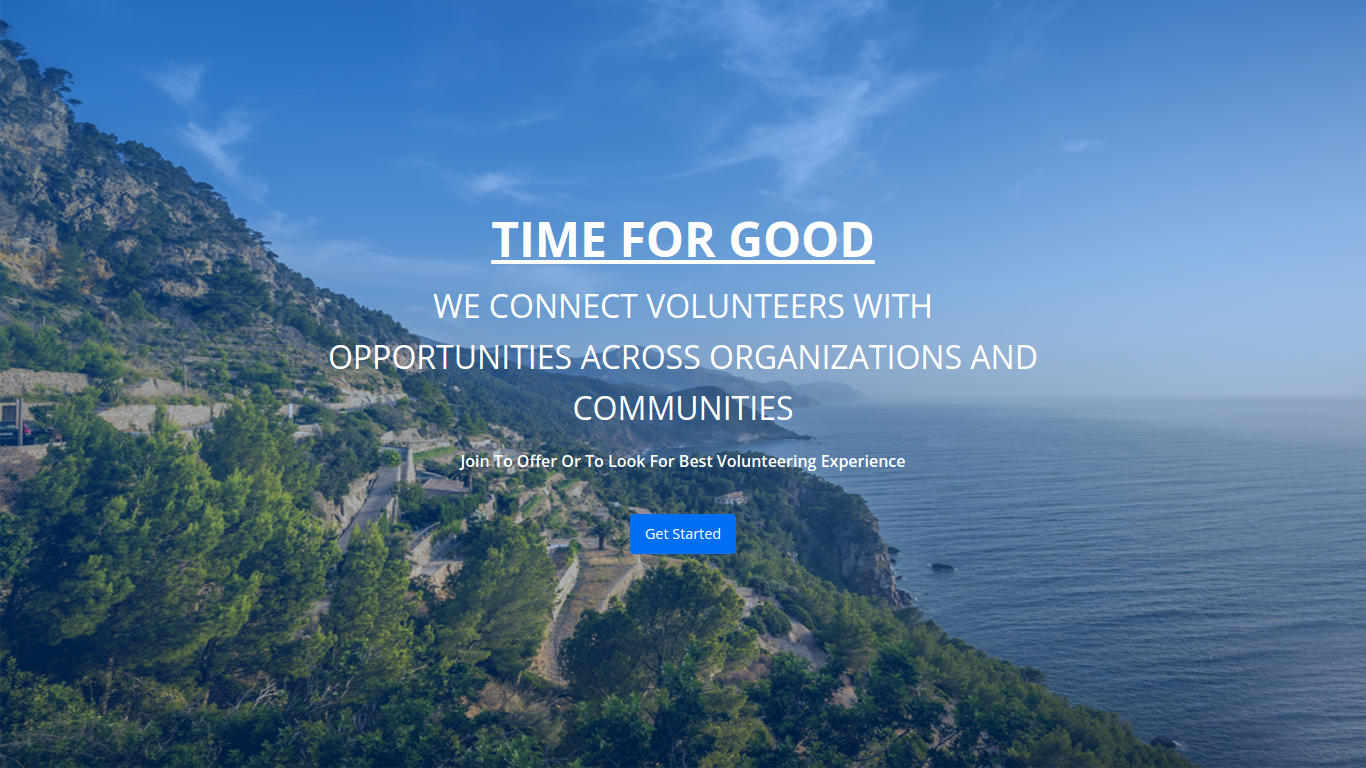 TIME FOR GOOD
WE CONNECT VOLUNTEERS WITH
OPPORTUNITIES ACROSS ORGANIZATIONS AND
COMMUNITIES
Join To Offer Or To Look For Best Volunteering Experience
Get Started